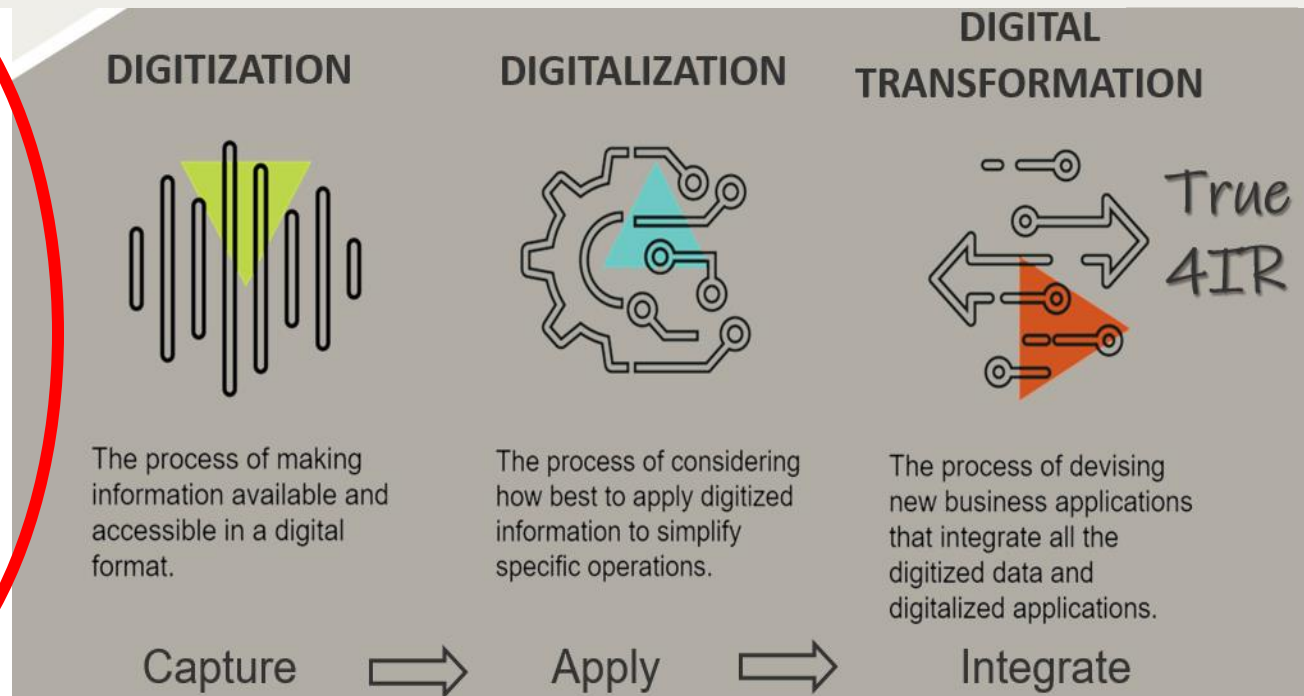 DIGITIZATION
The process of making
information available and
accessible in a digital
format.
Capture
DIGITALIZATION
The process of considering
how best to apply digitized
information to simplify
specific operations.
Apply
DIGITAL
TRANSFORMATION
True
4IR
The process of devising
new business applications
that integrate all the
digitized data and
digitalized applications.
Integrate